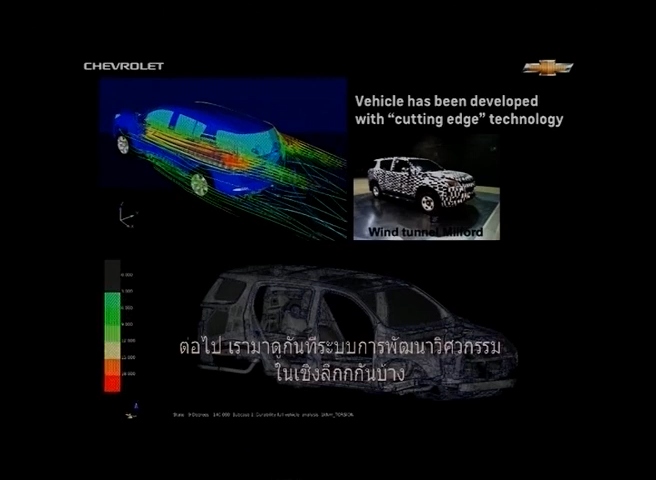 CHEVROLET
Vehicle has been developed
with “cutting edge” technology
Wind tunnel Milford
ต่อไป เรามาดูกันที่ระบบการพัฒนาวิศวกรรม
ในเชิงลึกกกันบ้าง